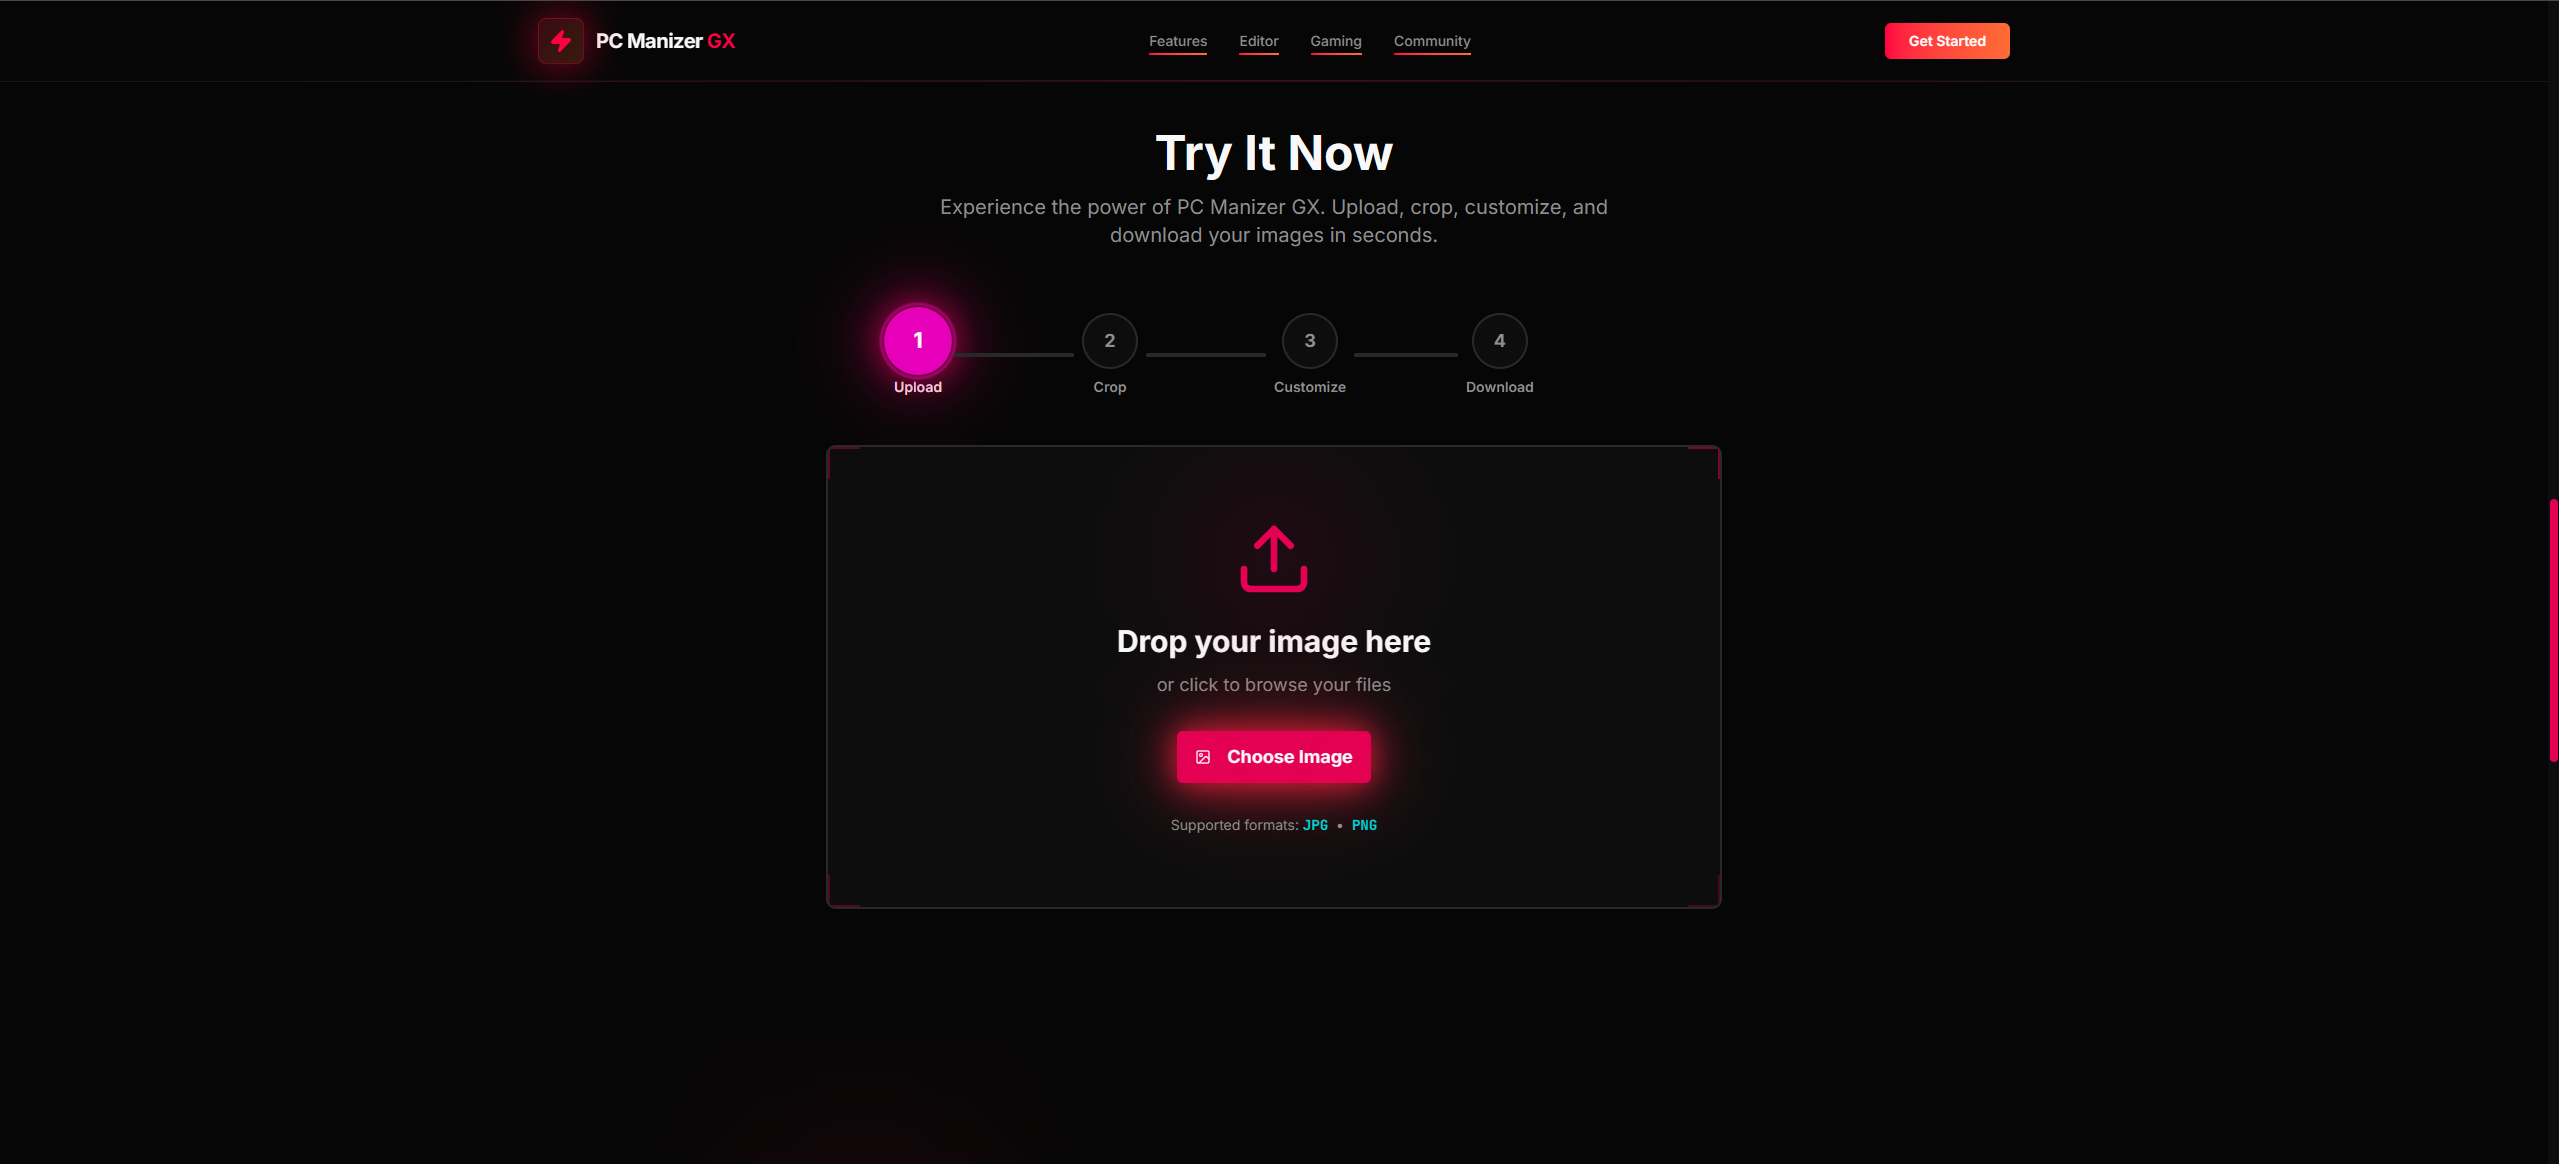 PC Manizer GX
Features
Editor
Gaming
Community
Get Started
Try It Now
Experience the power of PC Manizer GX. Upload, crop, customize, and
download your images in seconds.
1
2
3
4
Upload
Crop
Customize
Download
Drop your image here
or click to browse your files
Choose Image
Supported formats: JPG • PNG